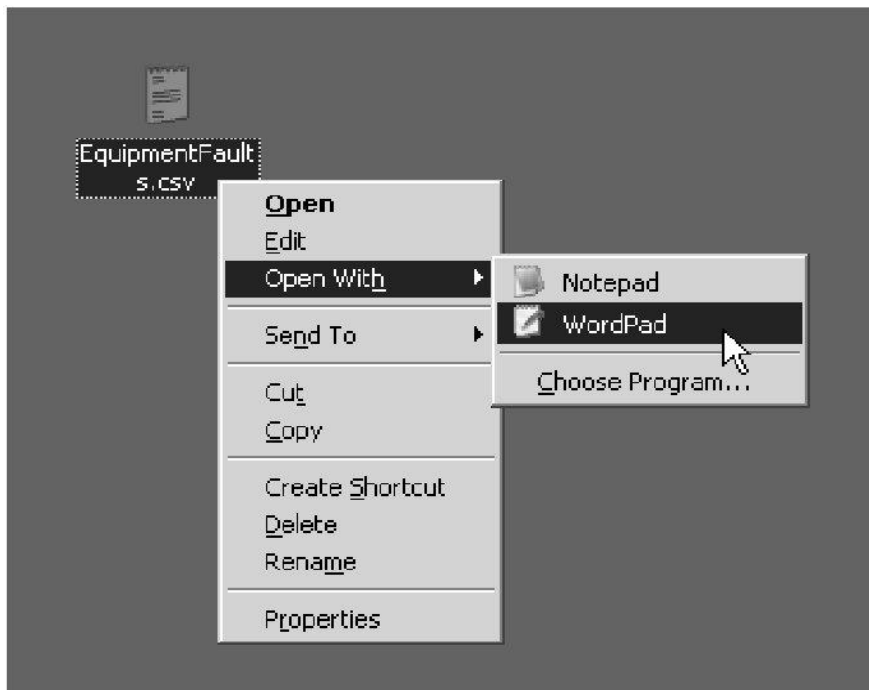 EquipmentFault
s.csv
Open
Edit
Open With
Notepad
WordPad
Choose Program...
Send To
Cut
Copy
Create Shortcut
Delete
Rename
Properties